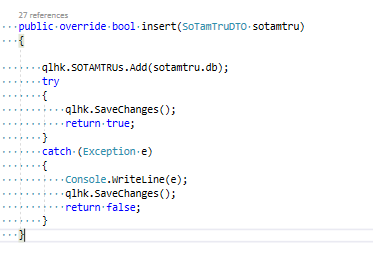 27 references
public override bool insert(SoTamTruDTO sotamtru)
{
qlhk.SOTAMTRUs.Add(sotamtru.db);
try
{
qlhk.SaveChanges();
return true;
}
catch (Exception e)
{
Console.WriteLine(e);
qlhk.SaveChanges();
return false;
}
}